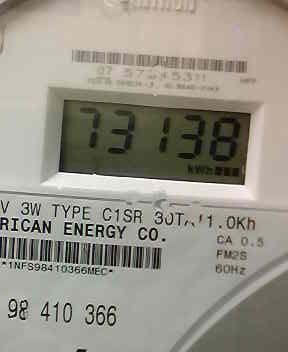 73138
kWh
V 3W TYPE C1SR 30TA 1.0Kh
RICAN ENERGY CO.
CA 0.5
*1NFS98410366MEC*
FM2S
60Hz
98 410 366